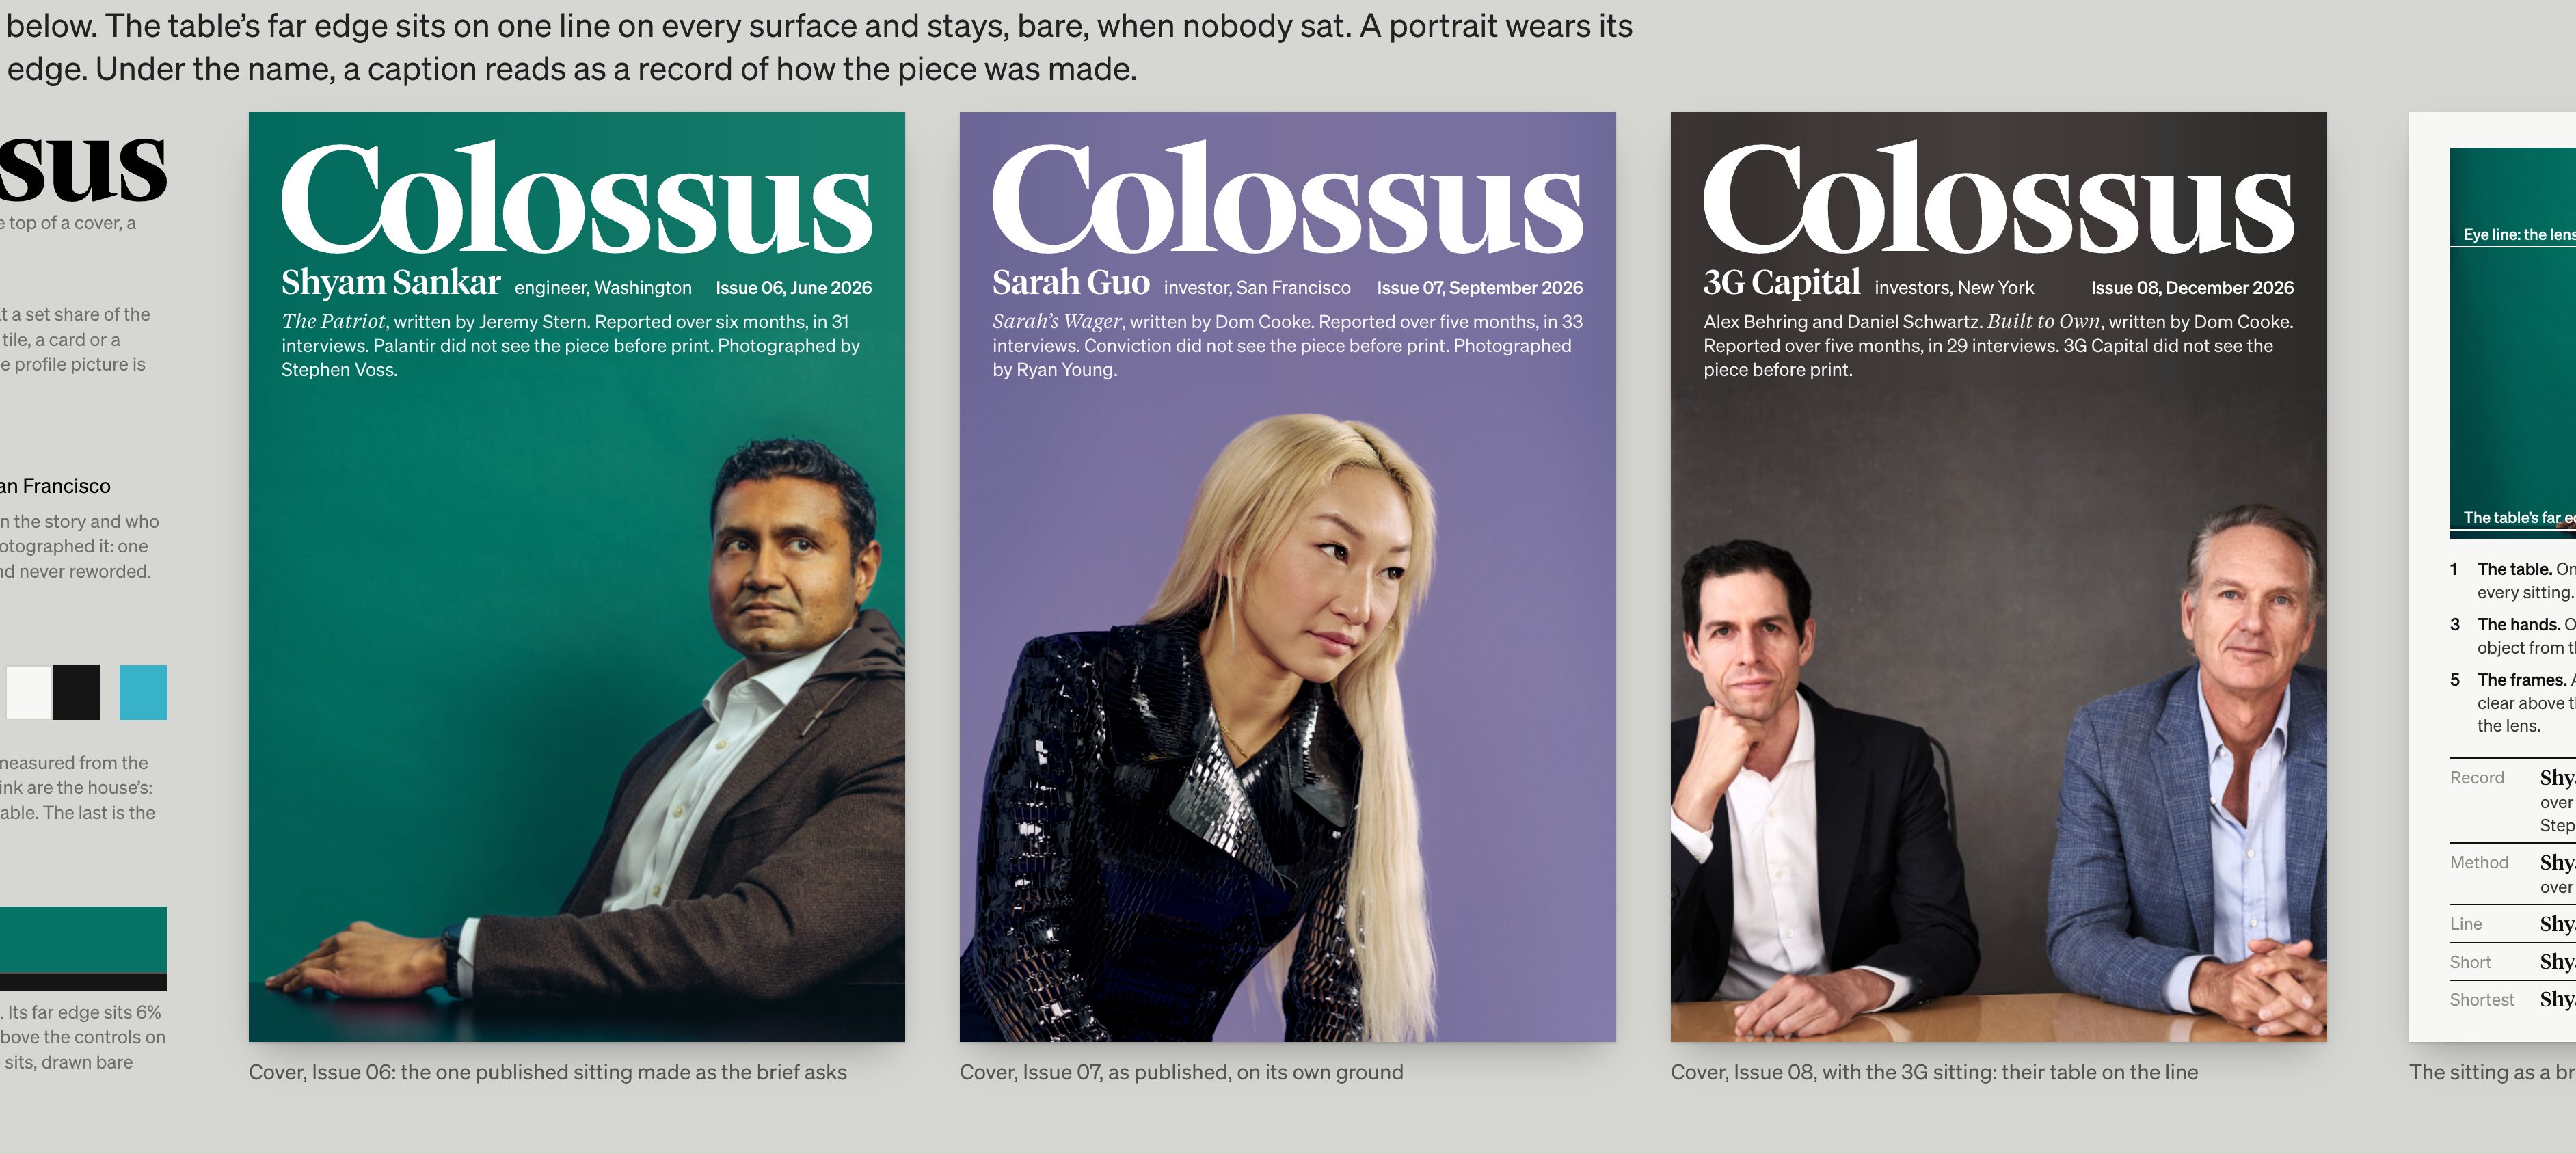 below. The table’s far edge sits on one line on every surface and stays, bare, when nobody sat. A portrait wears its
edge. Under the name, a caption reads as a record of how the piece was made.
sus
e top of a cover, a
at a set share of the
tile, a card or a
e profile picture is
an Francisco
n the story and who
otographed it: one
nd never reworded.
measured from the
ink are the house’s:
able. The last is the
. Its far edge sits 6%
bove the controls on
sits, drawn bare
Colossus
Shyam Sankar engineer, Washington Issue 06, June 2026
The Patriot, written by Jeremy Stern. Reported over six months, in 31
interviews. Palantir did not see the piece before print. Photographed by
Stephen Voss.
Cover, Issue 06: the one published sitting made as the brief asks
Colossus
Sarah Guo investor, San Francisco Issue 07, September 2026
Sarah’s Wager, written by Dom Cooke. Reported over five months, in 33
interviews. Conviction did not see the piece before print. Photographed
by Ryan Young.
Cover, Issue 07, as published, on its own ground
Colossus
3G Capital investors, New York Issue 08, December 2026
Alex Behring and Daniel Schwartz. Built to Own, written by Dom Cooke.
Reported over five months, in 29 interviews. 3G Capital did not see the
piece before print.
Cover, Issue 08, with the 3G sitting: their table on the line
Eye line: the lens
The table’s far e
1 The table. On
every sitting.
3 The hands. O
object from t
5 The frames. A
clear above t
the lens.
Record Shy
over
Step
Method Shy
over
Line Shy
Short Shy
Shortest Shy
The sitting as a br